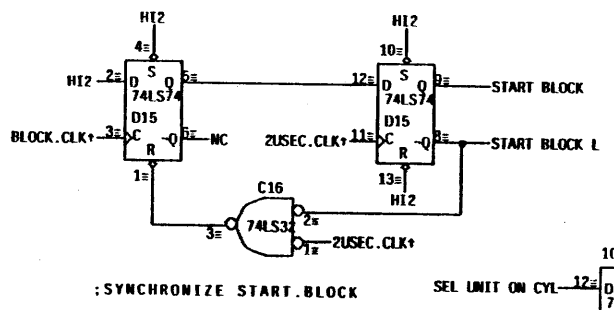 HI2
HI2
4≡
10≡
HI2
2≡
D
S
Q
5≡
12≡
D
S
Q
9≡
START BLOCK
74LS74
74LS74
D15
D15
BLOCK.CLK↑
3≡
C
-Q
6≡
NC
2USEC.CLK↑
11≡
C
-Q
8≡
START BLOCK L
R
R
1≡
13≡
HI2
C16
2≡
3≡
74LS32
1≡
2USEC.CLK↑
;SYNCHRONIZE START.BLOCK
SEL UNIT ON CYL
12≡
10
D
7